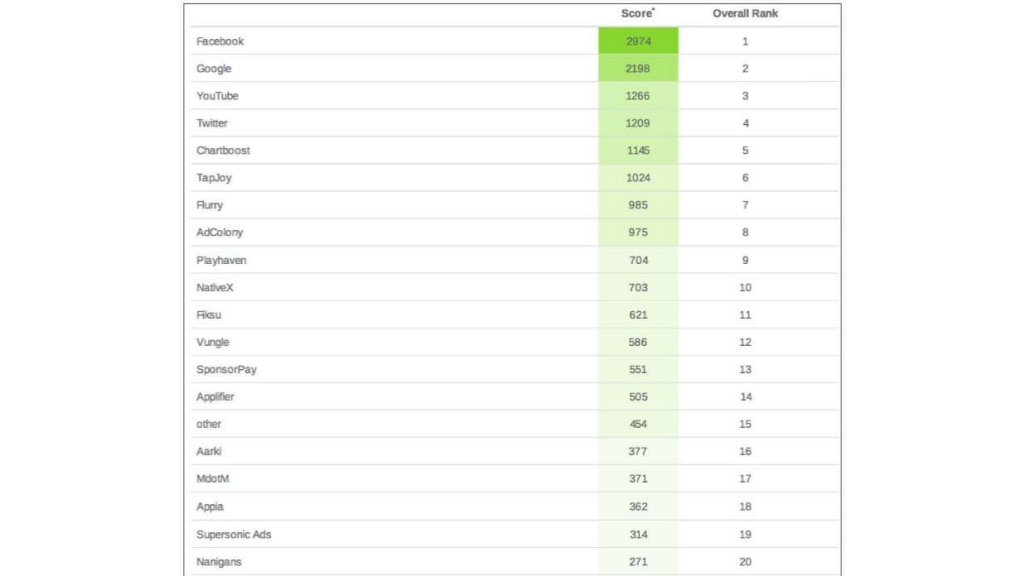 Score* Overall Rank
Facebook 2974 1
Google 2198 2
YouTube 1266 3
Twitter 1209 4
Chartboost 1145 5
TapJoy 1024 6
Flurry 985 7
AdColony 975 8
Playhaven 704 9
NativeX 703 10
Fiksu 621 11
Vungle 586 12
SponsorPay 551 13
Applifier 505 14
other 454 15
Aarki 377 16
MdotM 371 17
Appia 362 18
Supersonic Ads 314 19
Nanigans 271 20